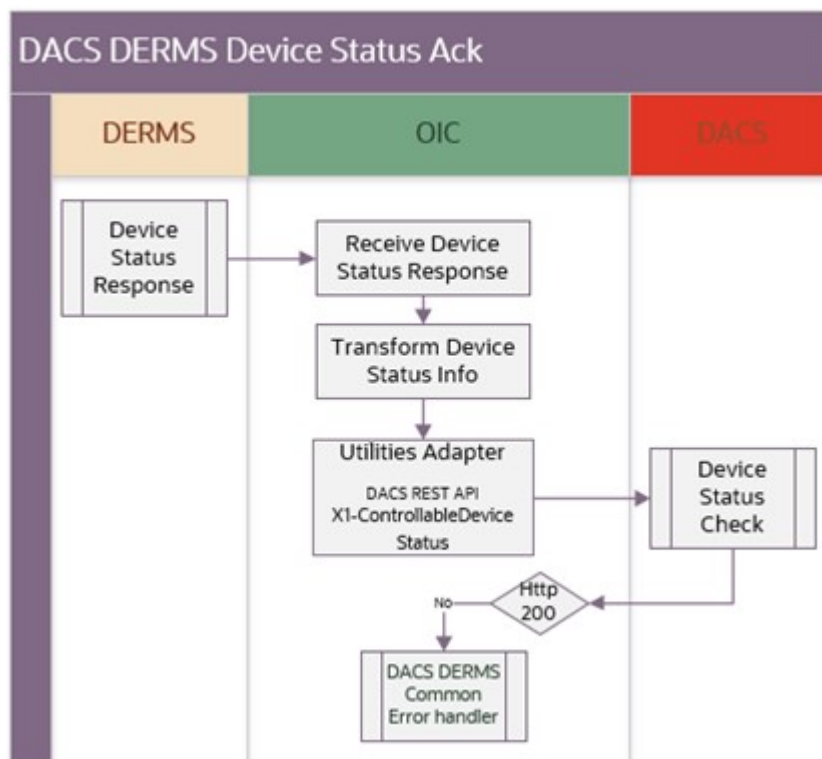 DACS DERMS Device Status Ack
DERMS
OIC
DACS
Device
Status
Response
Receive Device
Status Response
Transform Device
Status Info
Utilities Adapter
DACS REST API
X1-ControllableDevice
Status
Device
Status
Check
Http
200
No
DACS DERMS
Common
Error handler